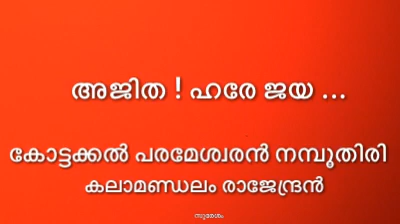 അജിത ! ഹരേ ജയ ...
കോട്ടക്കൽ പരമേശ്വരൻ നമ്പൂതിരി
കലാമണ്ഡലം രാജേന്ദ്രൻ
സുരേശം